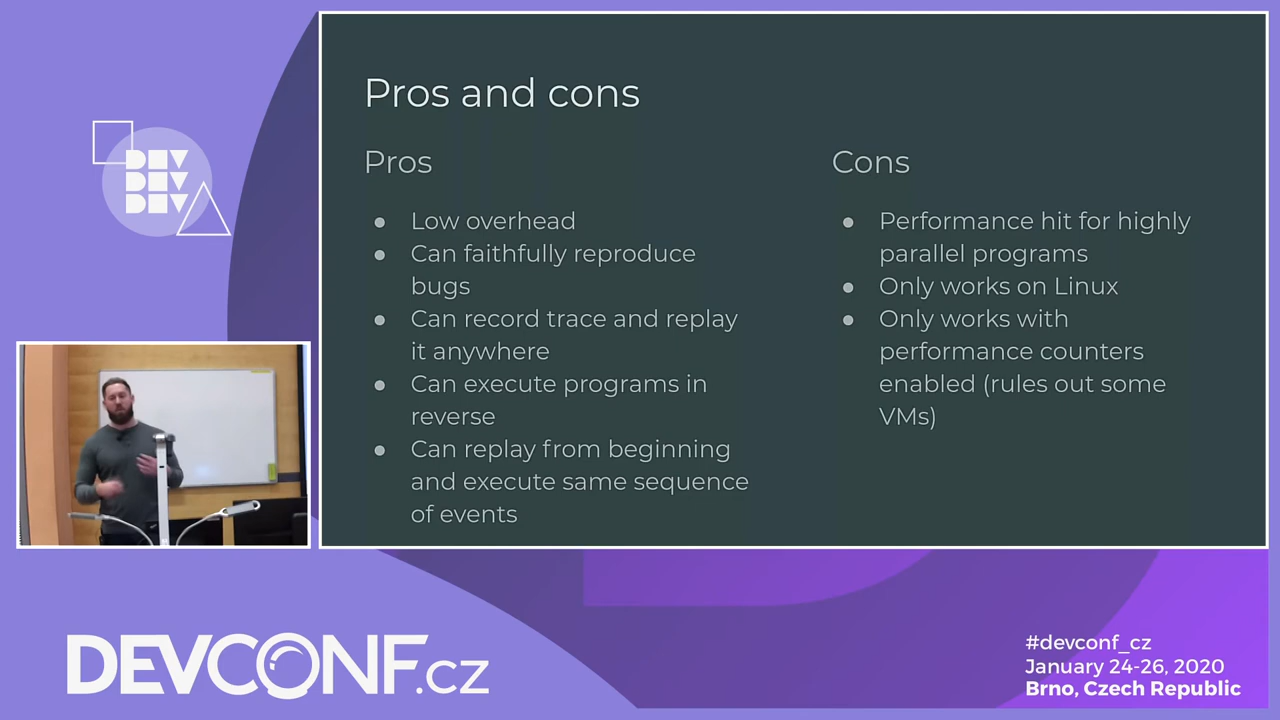 DEV
DEV
DEV
Pros and cons
Pros
● Low overhead
● Can faithfully reproduce
bugs
● Can record trace and replay
it anywhere
● Can execute programs in
reverse
● Can replay from beginning
and execute same sequence
of events
Cons
● Performance hit for highly
parallel programs
● Only works on Linux
● Only works with
performance counters
enabled (rules out some
VMs)
DEVCONF.cz
#devconf_cz
January 24-26, 2020
Brno, Czech Republic